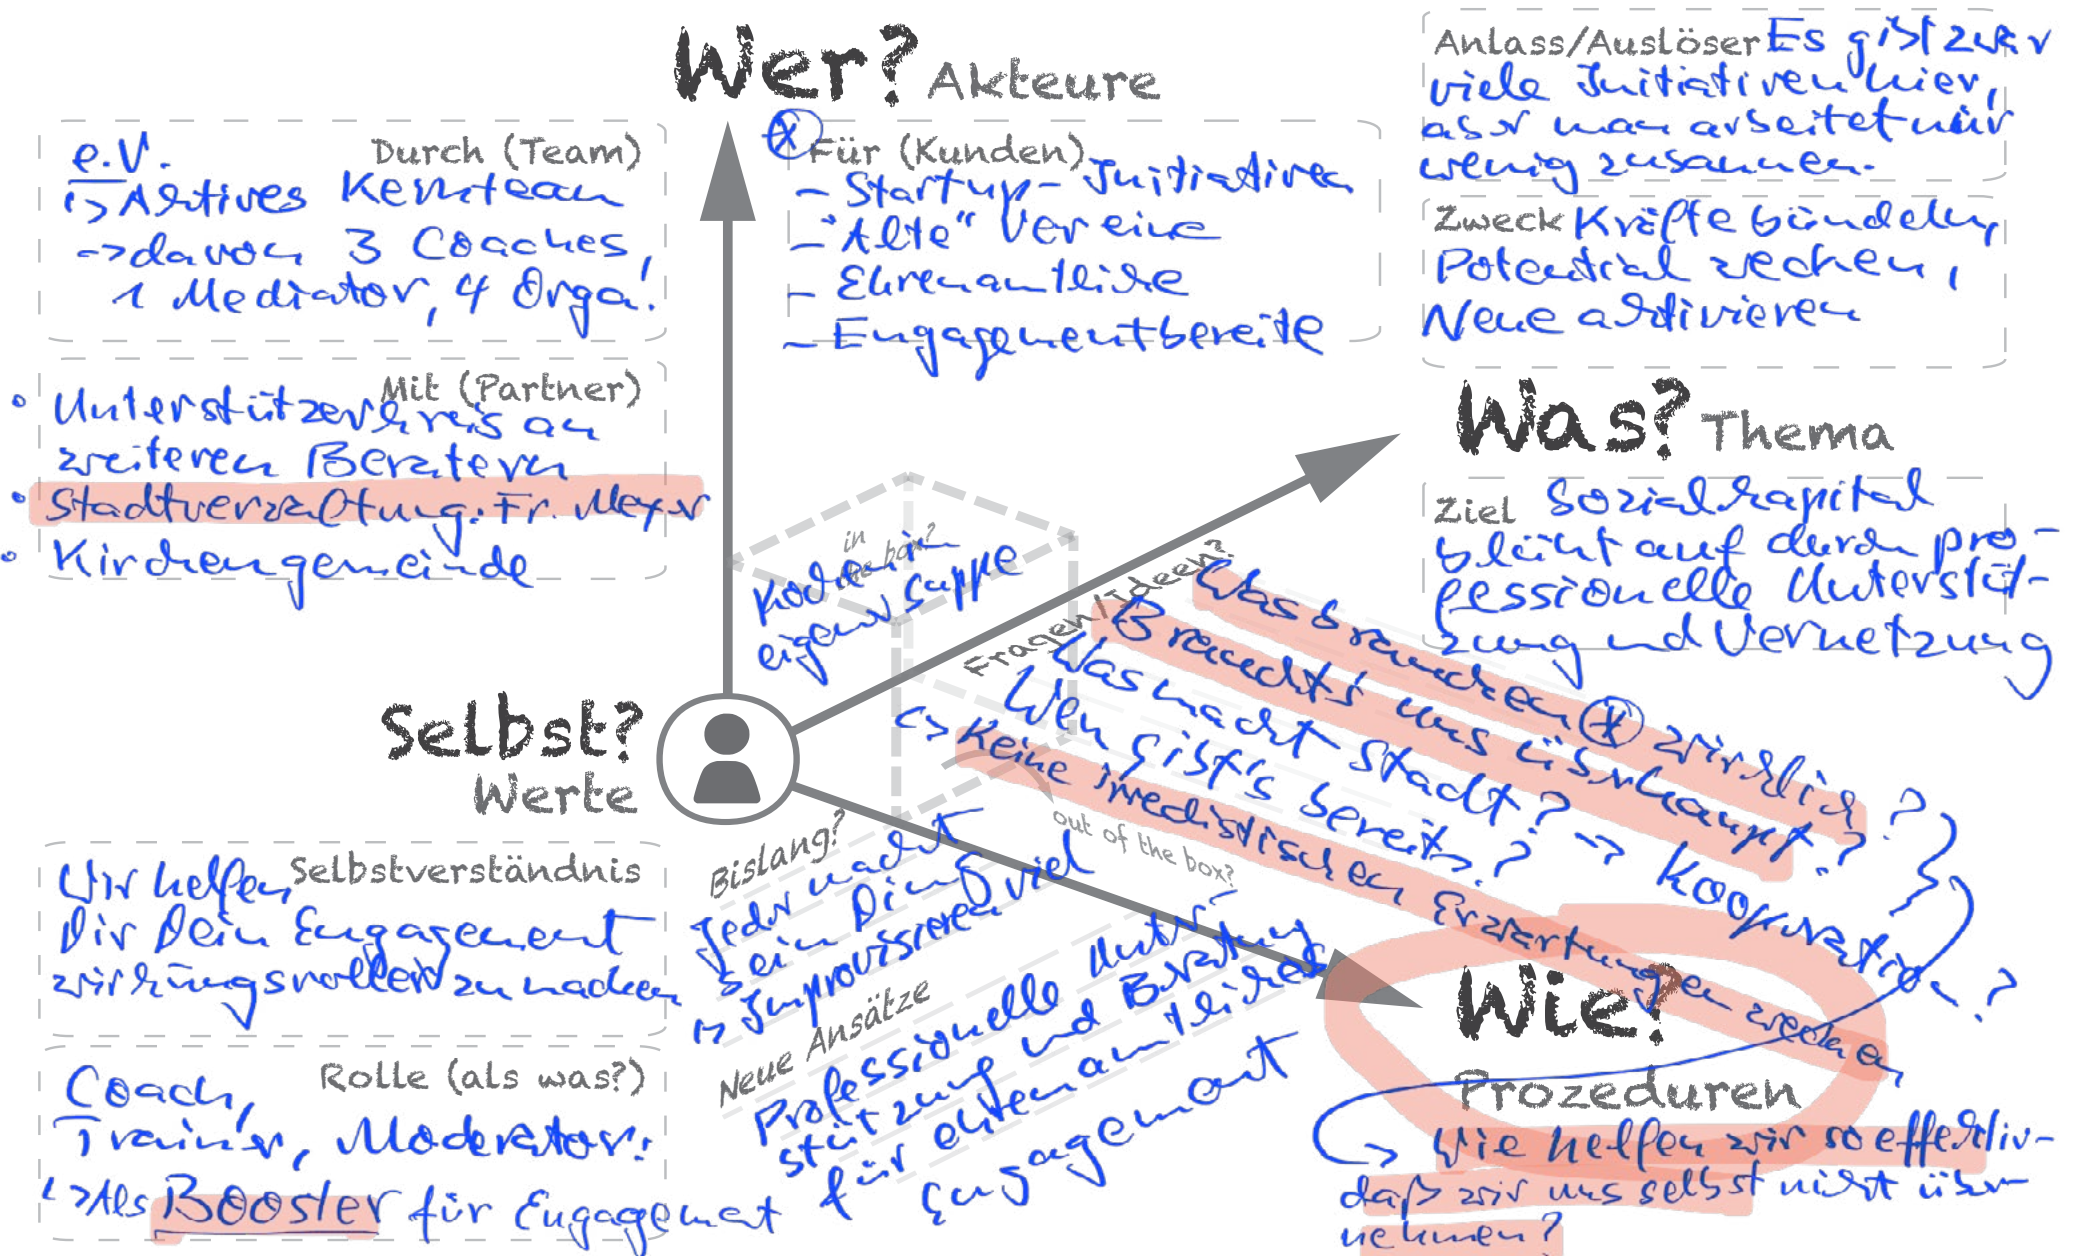 Wer? Akteure
e.V. Durch (Team)
↳ Aktives Kernteam
-> davon 3 Coaches,
1 Mediator, 4 Orga!
Mit (Partner)
• Unterstützerkreis an
weiteren Beratern
• Stadtverwaltung: Fr. Meyer
• Kirchengemeinde
* Für (Kunden)
- Startup-Initiativen
- "Alte" Vereine
- Ehrenamtliche
- Engagementbereite
Anlass/Auslöser Es gibt zwar
viele Initiativen hier,
aber man arbeitet nur
wenig zusammen.
Zweck Kräfte bündeln,
Potential wecken,
Neue aktivieren
Was? Thema
Ziel Sozialkapital
blüht auf durch pro-
fessionelle Unterstüt-
zung und Vernetzung
in
the box?
Kochen im
eigener Suppe
Fragen/Ideen?
Was brauchen * wirklich?
Braucht's uns überhaupt?
Was macht Stadt? -> Kooperation?
Wen gibt's bereits?
↳ Keine unrealistischen Erwartungen wecken
out of the box?
Selbst?
Werte
Selbstverständnis
Wir helfen
Dir Dein Engagement
wirkungsvoller zu machen
Rolle (als was?)
Coach,
Trainer, Moderator!
↳ Als Booster für Engagement
Bislang?
Jeder macht
sein Ding
↳ Improvisieren viel
Neue Ansätze
Professionelle Unter-
stützung und Beratung
für ehrenamtliches
Engagement
Wie?
Prozeduren
-> Wie helfen wir so effektiv-
daß wir uns selbst nicht über-
nehmen?